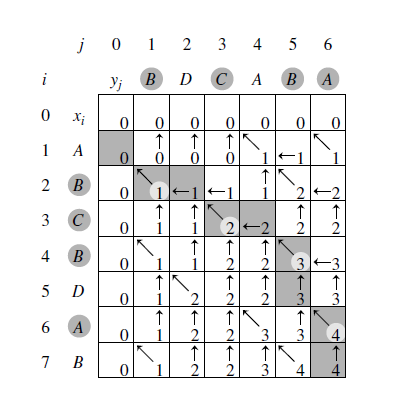 j 0 1 2 3 4 5 6
i y_j B D C A B A
0 x_i 0 0 0 0 0 0 0
1 A 0 ↑0 ↑0 ↑0 ↖1 ←1 ↖1
2 B 0 ↖1 ←1 ←1 ↑1 ↖2 ←2
3 C 0 ↑1 ↑1 ↖2 ←2 ↑2 ↑2
4 B 0 ↖1 ↑1 ↑2 ↑2 ↖3 ←3
5 D 0 ↑1 ↖2 ↑2 ↑2 ↑3 ↑3
6 A 0 ↑1 ↑2 ↑2 ↖3 ↑3 ↖4
7 B 0 ↖1 ↑2 ↑2 ↑3 ↖4 ↑4